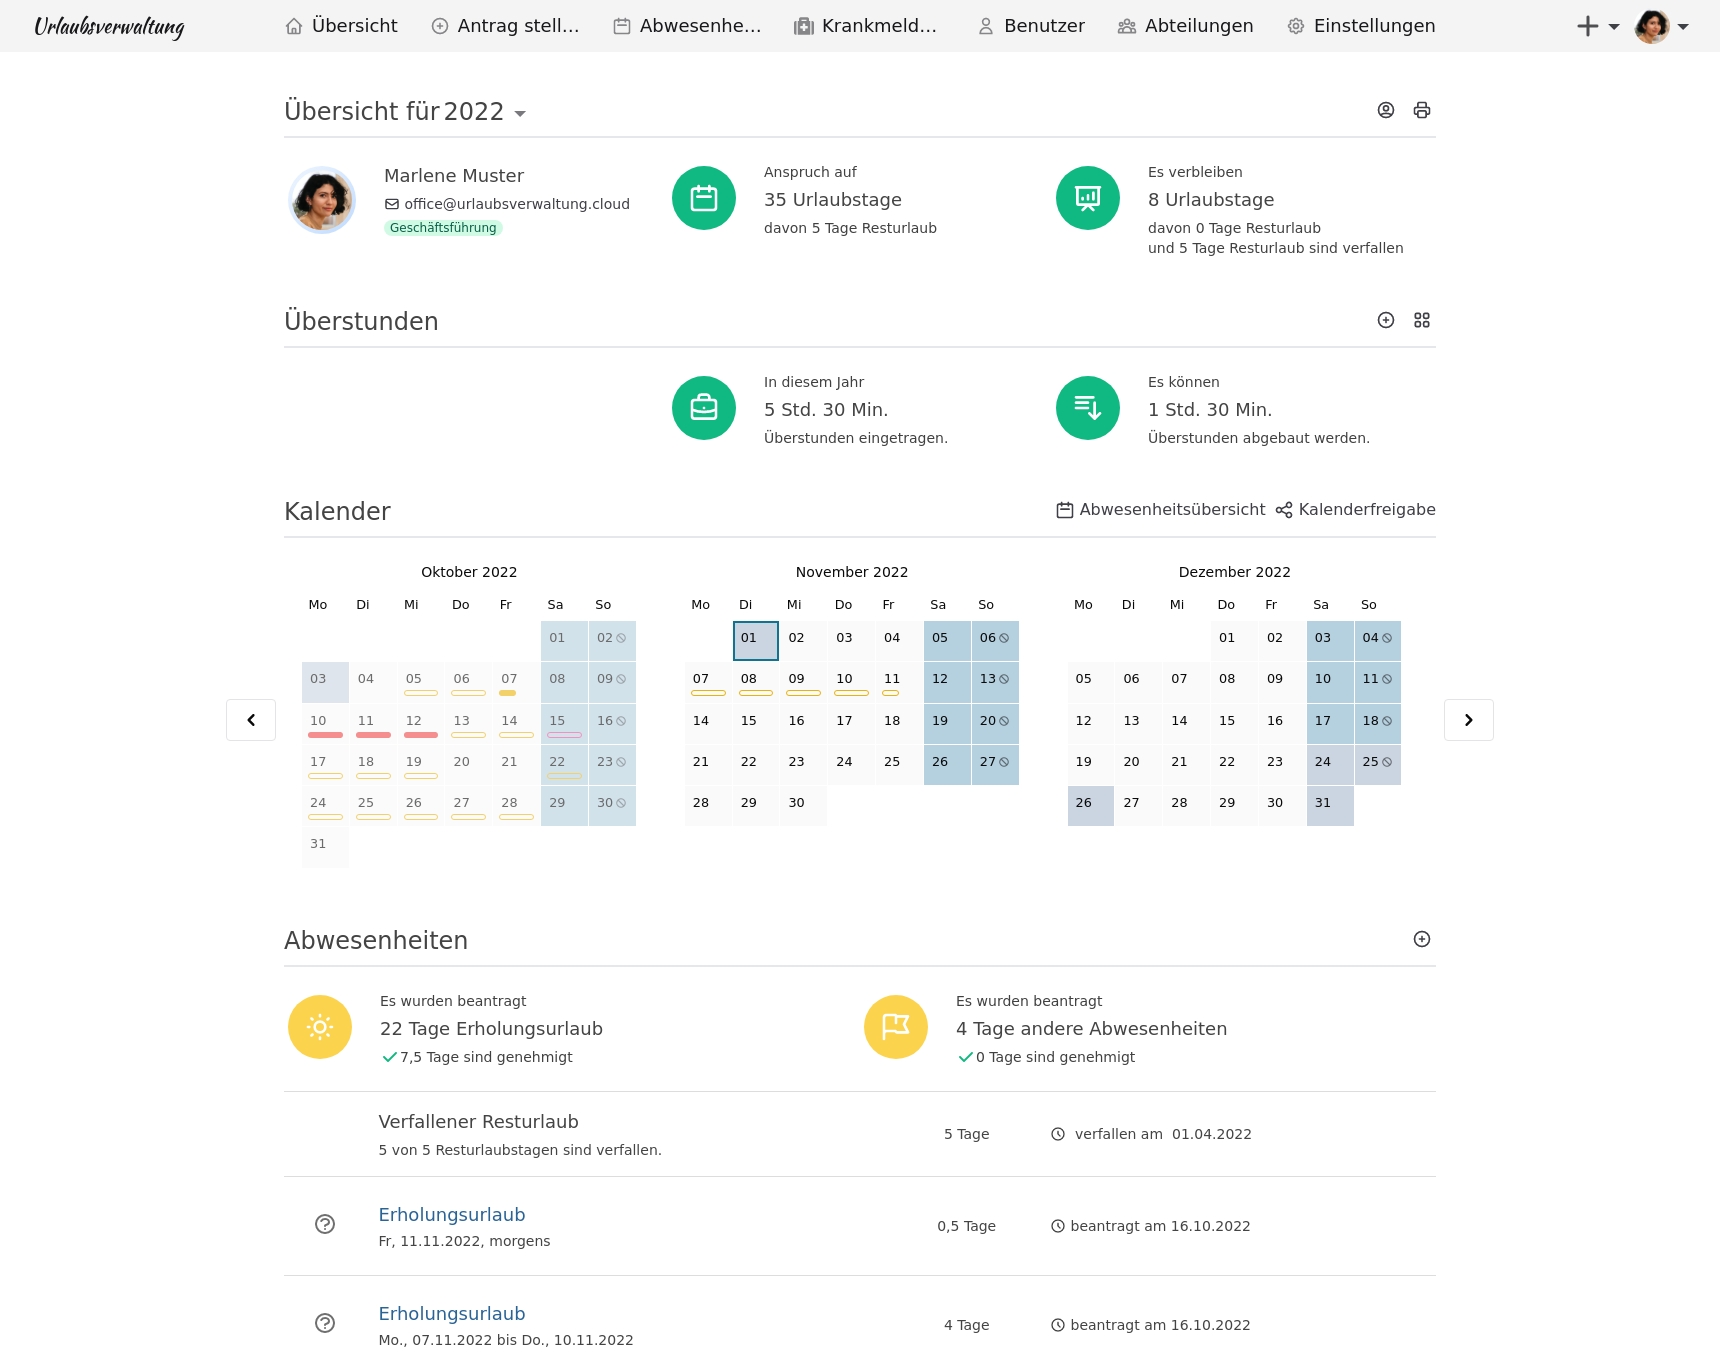 Urlaubsverwaltung
Übersicht
Antrag stell...
Abwesenhe...
Krankmeld...
Benutzer
Abteilungen
Einstellungen
Übersicht für 2022
Marlene Muster
office@urlaubsverwaltung.cloud
Geschäftsführung
Anspruch auf
35 Urlaubstage
davon 5 Tage Resturlaub
Es verbleiben
8 Urlaubstage
davon 0 Tage Resturlaub
und 5 Tage Resturlaub sind verfallen
Überstunden
In diesem Jahr
5 Std. 30 Min.
Überstunden eingetragen.
Es können
1 Std. 30 Min.
Überstunden abgebaut werden.
Kalender
Abwesenheitsübersicht
Kalenderfreigabe
Oktober 2022
Mo Di Mi Do Fr Sa So
01 02
03 04 05 06 07 08 09
10 11 12 13 14 15 16
17 18 19 20 21 22 23
24 25 26 27 28 29 30
31
November 2022
Mo Di Mi Do Fr Sa So
01 02 03 04 05 06
07 08 09 10 11 12 13
14 15 16 17 18 19 20
21 22 23 24 25 26 27
28 29 30
Dezember 2022
Mo Di Mi Do Fr Sa So
01 02 03 04
05 06 07 08 09 10 11
12 13 14 15 16 17 18
19 20 21 22 23 24 25
26 27 28 29 30 31
Abwesenheiten
Es wurden beantragt
22 Tage Erholungsurlaub
7,5 Tage sind genehmigt
Es wurden beantragt
4 Tage andere Abwesenheiten
0 Tage sind genehmigt
Verfallener Resturlaub
5 von 5 Resturlaubstagen sind verfallen.
5 Tage
verfallen am 01.04.2022
Erholungsurlaub
Fr, 11.11.2022, morgens
0,5 Tage
beantragt am 16.10.2022
Erholungsurlaub
Mo., 07.11.2022 bis Do., 10.11.2022
4 Tage
beantragt am 16.10.2022